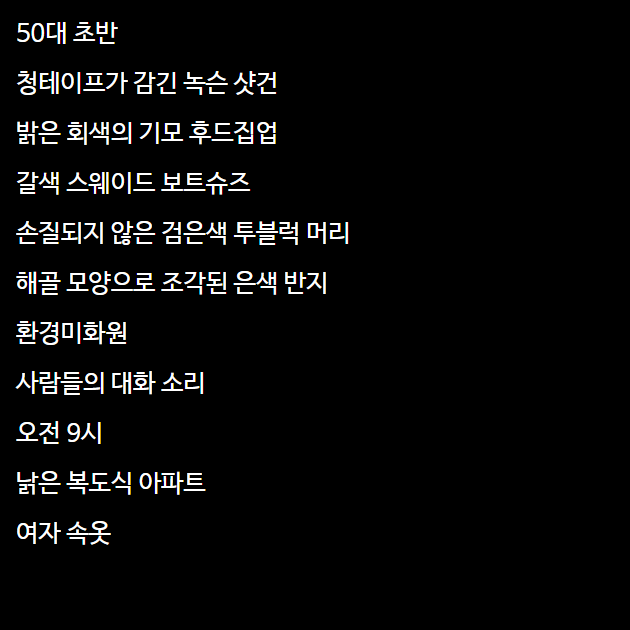 50대 초반
청테이프가 감긴 녹슨 샷건
밝은 회색의 기모 후드집업
갈색 스웨이드 보트슈즈
손질되지 않은 검은색 투블럭 머리
해골 모양으로 조각된 은색 반지
환경미화원
사람들의 대화 소리
오전 9시
낡은 복도식 아파트
여자 속옷